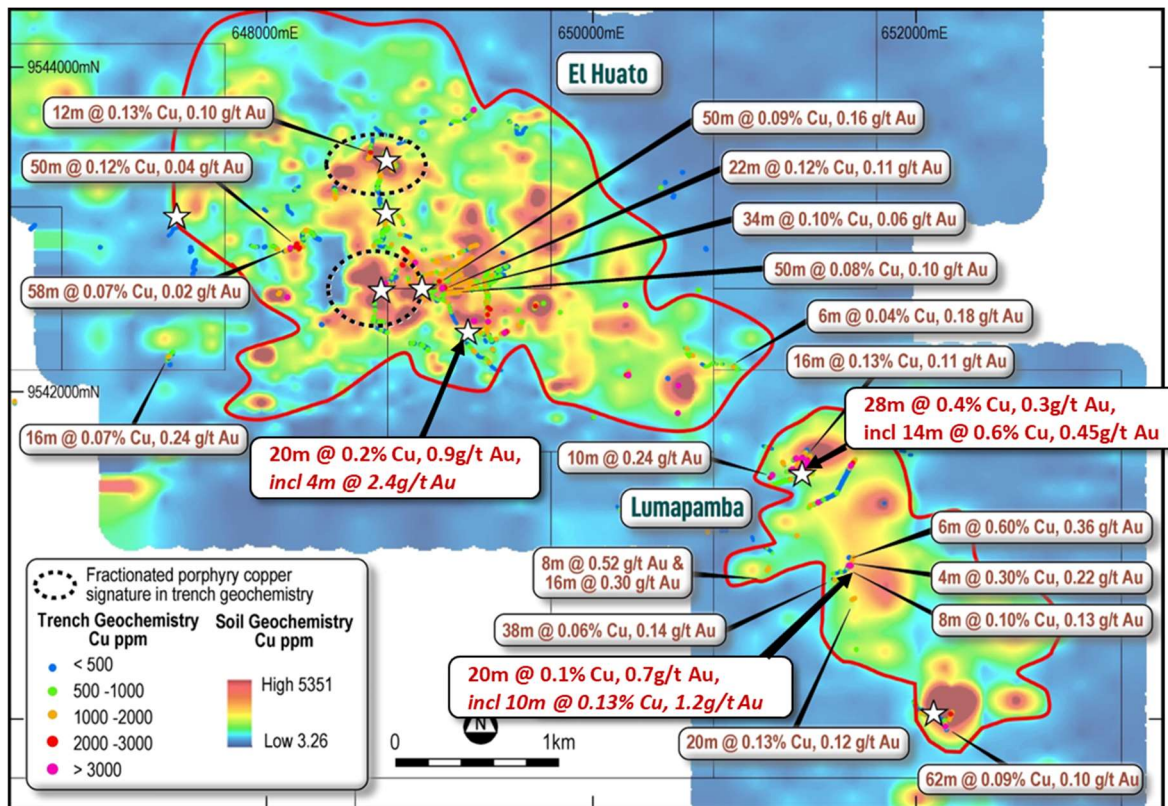 648000mE
650000mE
652000mE
9544000mN
El Huato
12m @ 0.13% Cu, 0.10 g/t Au
50m @ 0.09% Cu, 0.16 g/t Au
50m @ 0.12% Cu, 0.04 g/t Au
22m @ 0.12% Cu, 0.11 g/t Au
34m @ 0.10% Cu, 0.06 g/t Au
50m @ 0.08% Cu, 0.10 g/t Au
58m @ 0.07% Cu, 0.02 g/t Au
6m @ 0.04% Cu, 0.18 g/t Au
16m @ 0.13% Cu, 0.11 g/t Au
9542000mN
28m @ 0.4% Cu, 0.3g/t Au,
incl 14m @ 0.6% Cu, 0.45g/t Au
16m @ 0.07% Cu, 0.24 g/t Au
20m @ 0.2% Cu, 0.9g/t Au,
incl 4m @ 2.4g/t Au
10m @ 0.24 g/t Au
Lumapamba
6m @ 0.60% Cu, 0.36 g/t Au
8m @ 0.52 g/t Au &
16m @ 0.30 g/t Au
4m @ 0.30% Cu, 0.22 g/t Au
8m @ 0.10% Cu, 0.13 g/t Au
38m @ 0.06% Cu, 0.14 g/t Au
20m @ 0.1% Cu, 0.7g/t Au,
incl 10m @ 0.13% Cu, 1.2g/t Au
20m @ 0.13% Cu, 0.12 g/t Au
62m @ 0.09% Cu, 0.10 g/t Au
Fractionated porphyry copper
signature in trench geochemistry
Trench Geochemistry
Cu ppm
< 500
500 -1000
1000 -2000
2000 -3000
> 3000
Soil Geochemistry
Cu ppm
High 5351
Low 3.26
N
0
1km